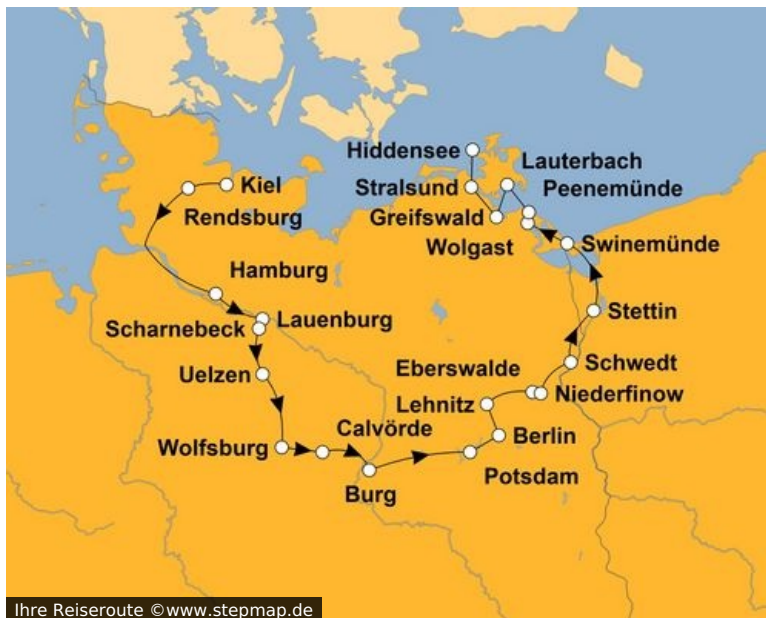 Hiddensee
Lauterbach
Kiel
Stralsund
Peenemünde
Rendsburg
Greifswald
Wolgast
Swinemünde
Hamburg
Lauenburg
Stettin
Scharnebeck
Eberswalde
Schwedt
Uelzen
Niederfinow
Lehnitz
Calvörde
Berlin
Wolfsburg
Potsdam
Burg
Ihre Reiseroute ©www.stepmap.de